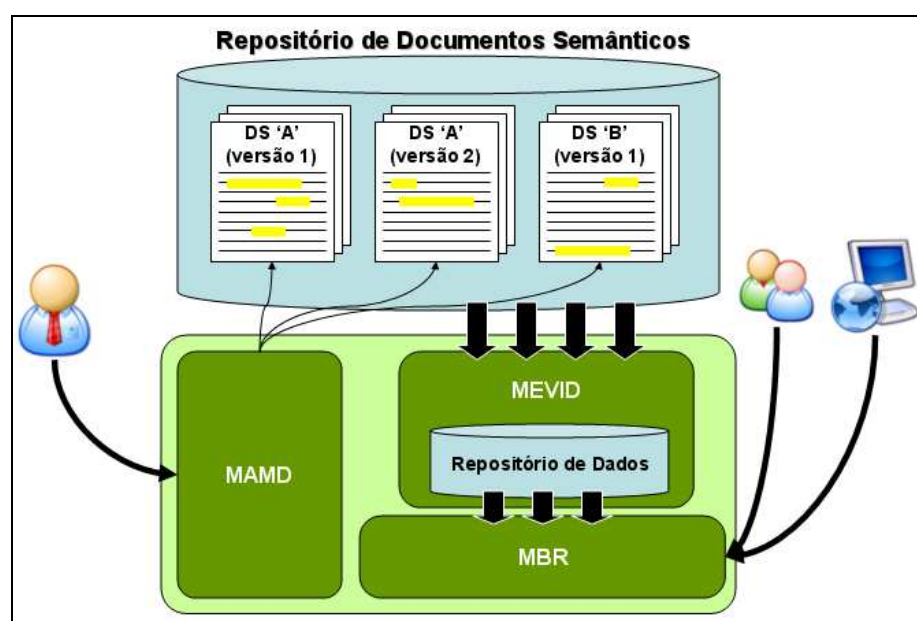 Repositório de Documentos Semânticos
DS ‘A’
(versão 1)
DS ‘A’
(versão 2)
DS ‘B’
(versão 1)
MAMD
MEVID
Repositório de Dados
MBR